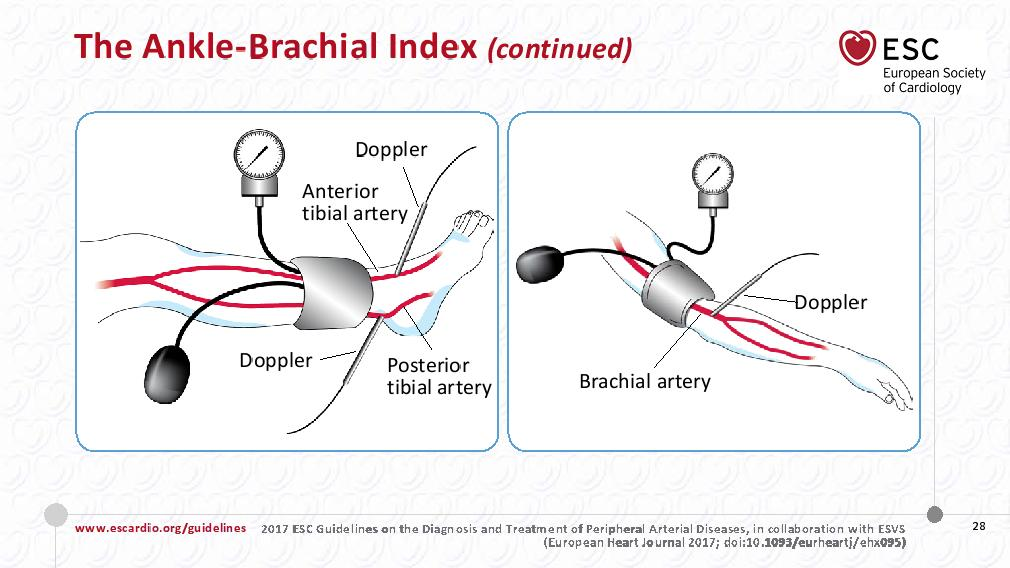 The Ankle-Brachial Index (continued)
ESC
European Society
of Cardiology
Doppler
Anterior
tibial artery
Doppler
Posterior
tibial artery
Doppler
Brachial artery
www.escardio.org/guidelines
2017 ESC Guidelines on the Diagnosis and Treatment of Peripheral Arterial Diseases, in collaboration with ESVS
(European Heart Journal 2017; doi:10.1093/eurheartj/ehx095)
28